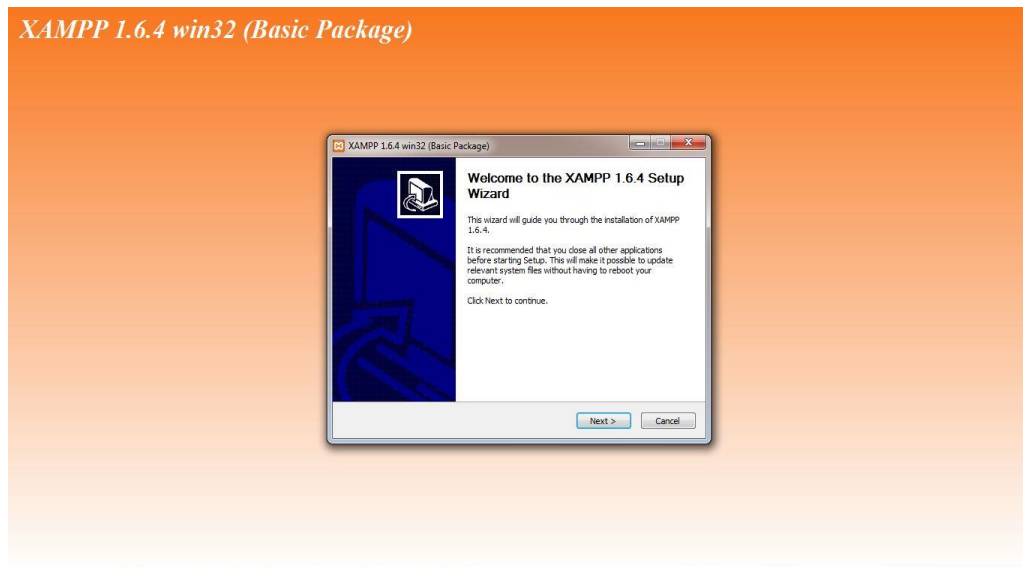 XAMPP 1.6.4 win32 (Basic Package)
XAMPP 1.6.4 win32 (Basic Package)
Welcome to the XAMPP 1.6.4 Setup
Wizard
This wizard will guide you through the installation of XAMPP
1.6.4.
It is recommended that you close all other applications
before starting Setup. This will make it possible to update
relevant system files without having to reboot your
computer.
Click Next to continue.
Next >
Cancel